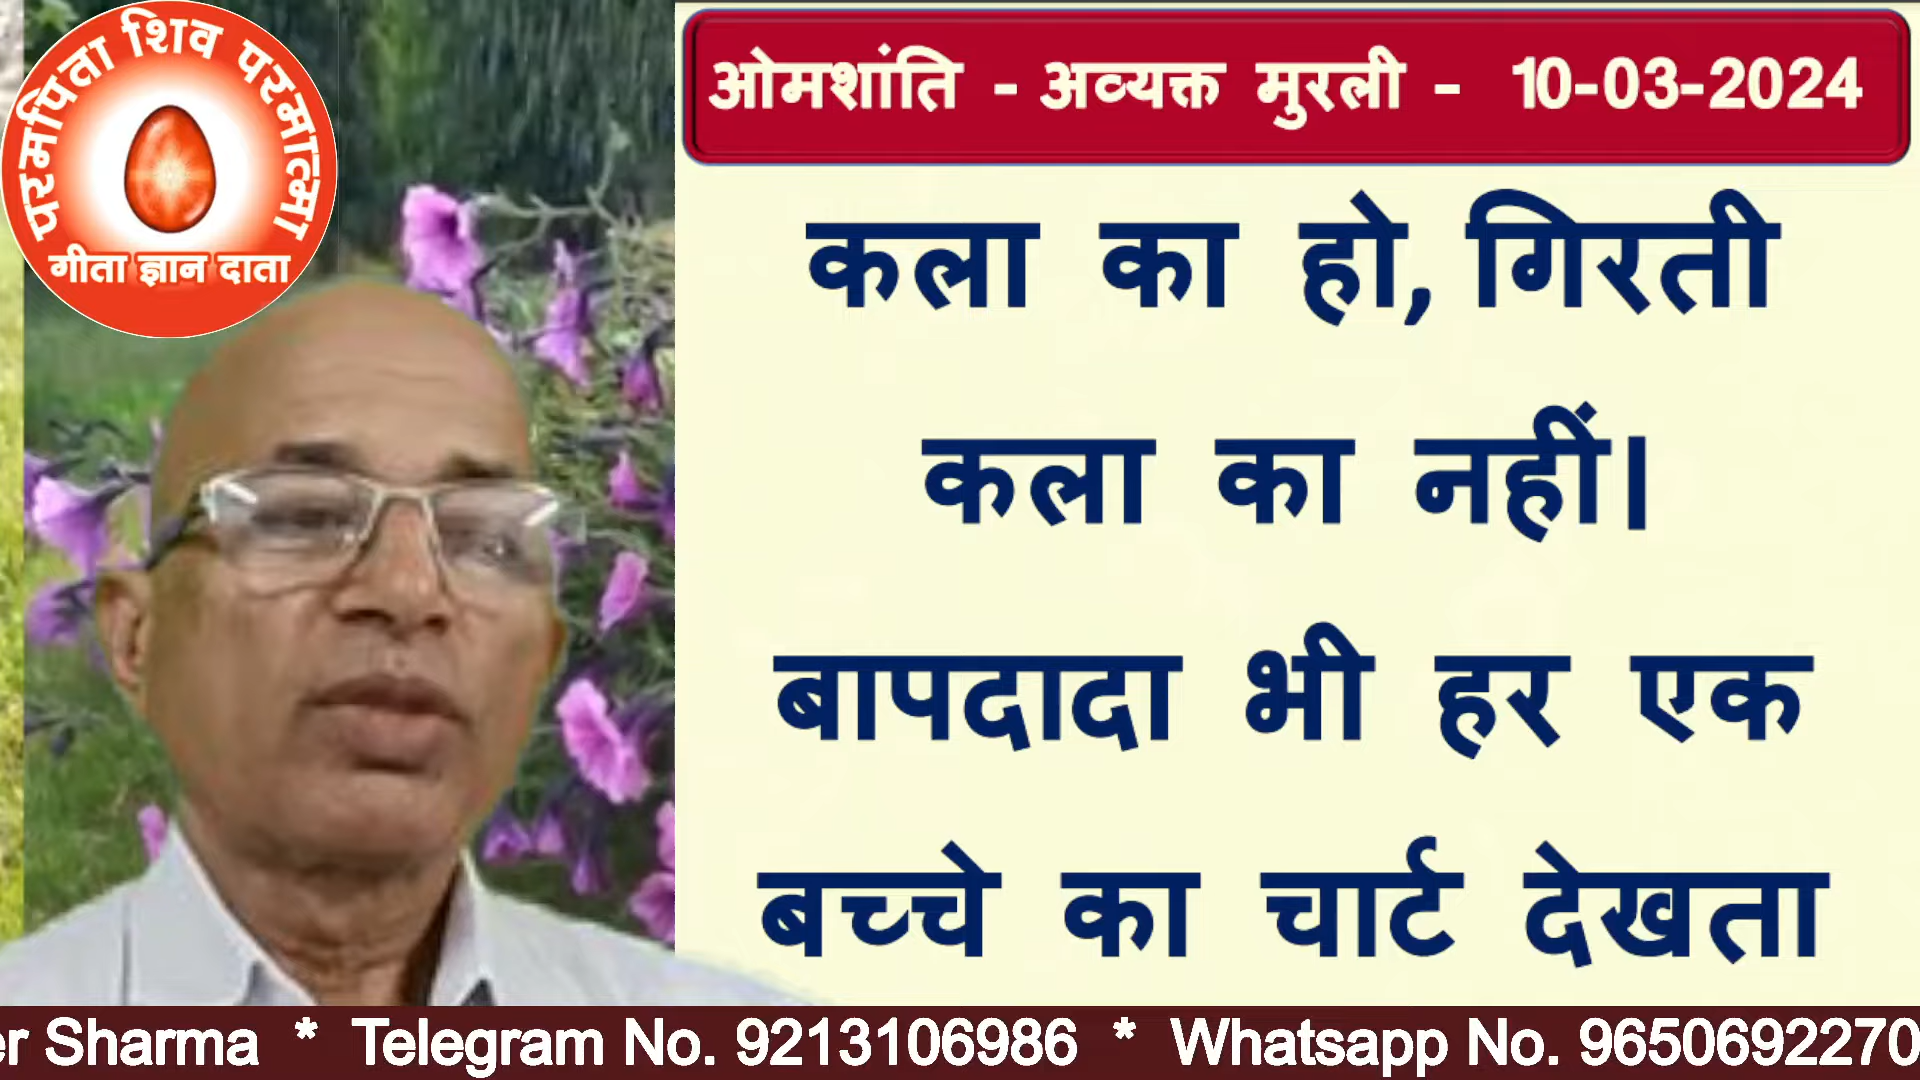 परमपिता शिव परमात्मा
गीता ज्ञान दाता
ओमशांति - अव्यक्त मुरली - 10-03-2024
कला का हो, गिरती
कला का नहीं।
बापदादा भी हर एक
बच्चे का चार्ट देखता
er Sharma * Telegram No. 9213106986 * Whatsapp No. 9650692270